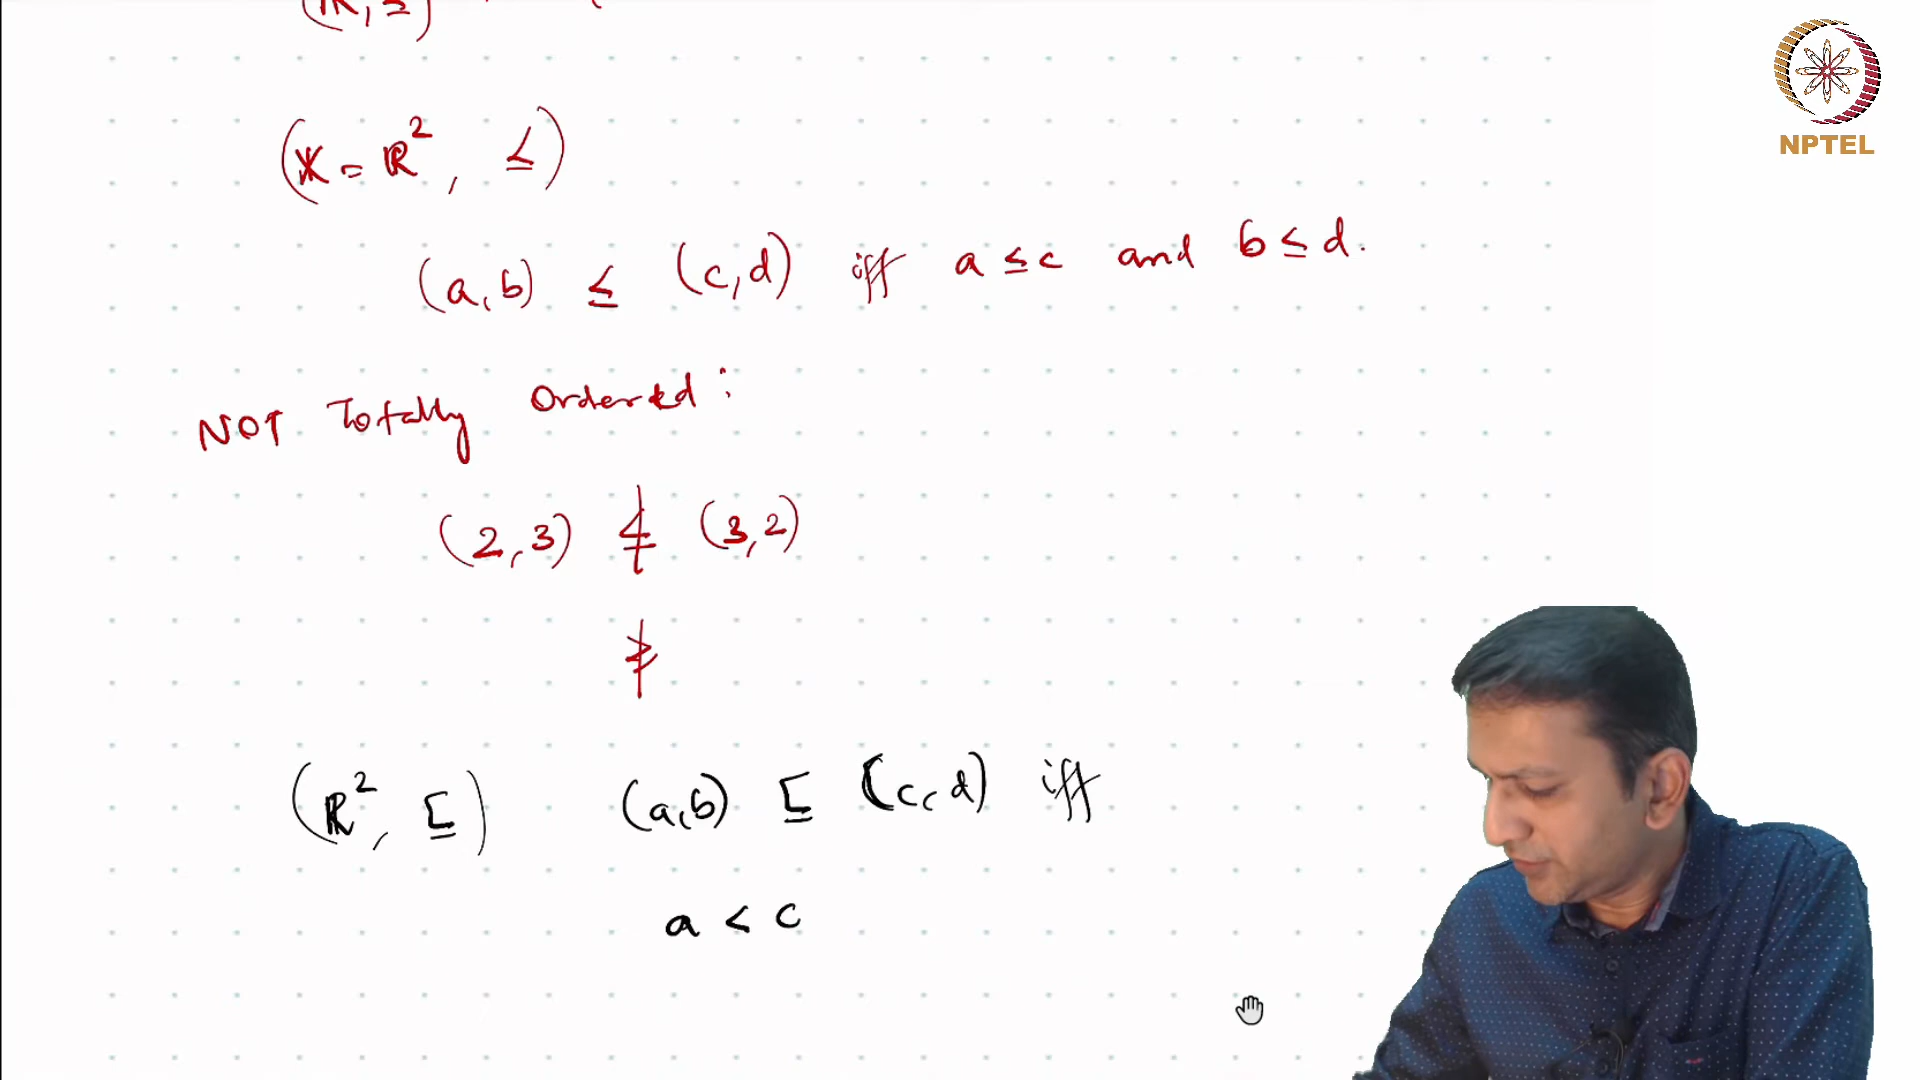 (ℝ, ≤)
NPTEL
(X = ℝ², ≤)
(a, b) ≤ (c, d) iff a ≤ c and b ≤ d.
NOT Totally Ordered :
(2, 3) ≰ (3, 2)
≱
(ℝ², ⊑) (a, b) ⊑ (c, d) iff
a < c